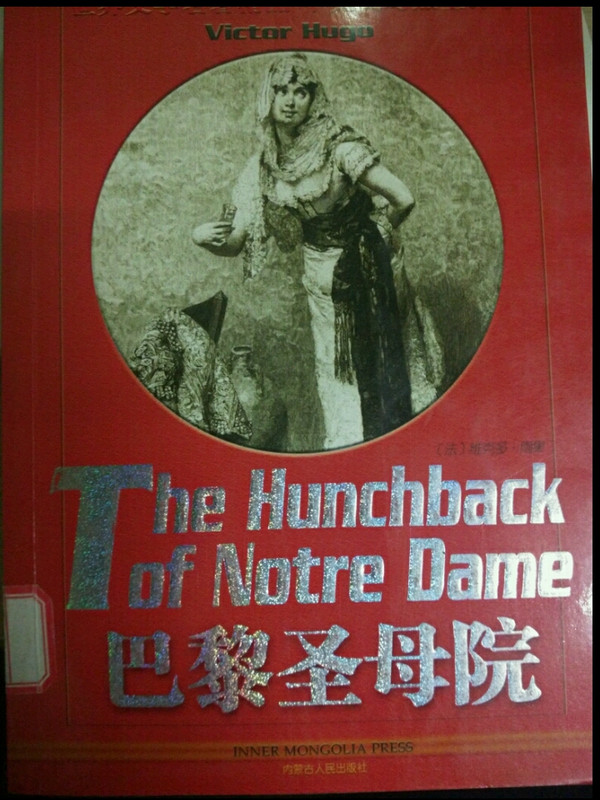 Victor Hugo
〔法〕维克多·雨果
The Hunchback
of Notre Dame
巴黎圣母院
INNER MONGOLIA PRESS
内蒙古人民出版社